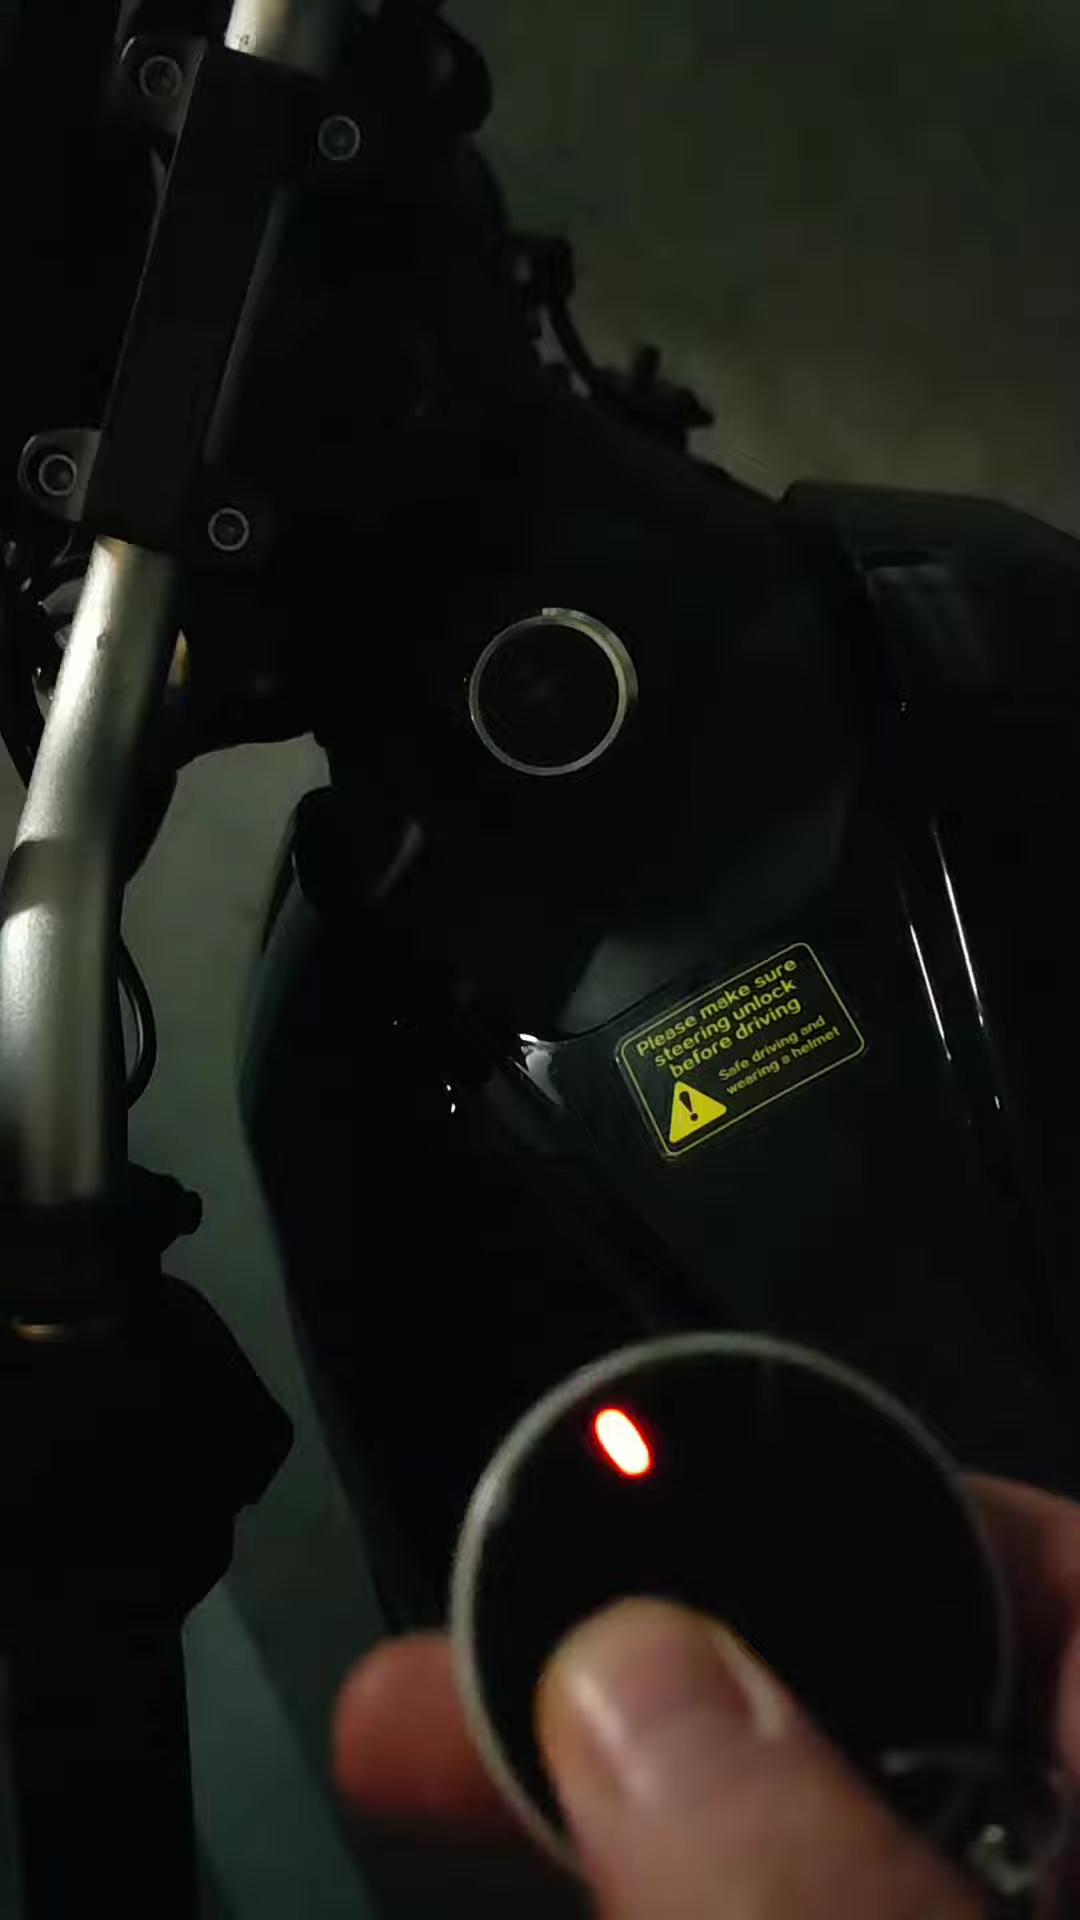 Please make sure
steering unlock
before driving
Safe driving and
wearing a helmet